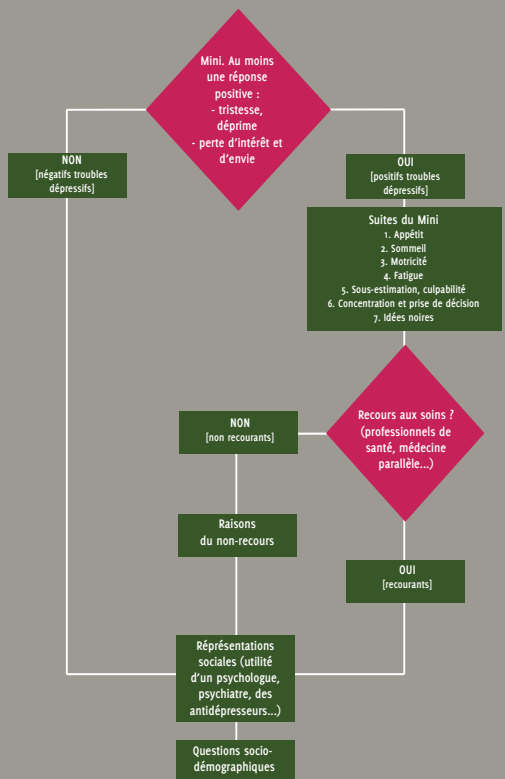 Mini. Au moins
une réponse
positive :
- tristesse,
déprime
- perte d'intérêt et
d'envie
NON
[négatifs troubles
dépressifs]
OUI
[positifs troubles
dépressifs]
Suites du Mini
1. Appétit
2. Sommeil
3. Motricité
4. Fatigue
5. Sous-estimation, culpabilité
6. Concentration et prise de décision
7. Idées noires
Recours aux soins ?
(professionnels de
santé, médecine
parallèle...)
NON
[non recourants]
Raisons
du non-recours
OUI
[recourants]
Réprésentations
sociales (utilité
d'un psychologue,
psychiatre, des
antidépresseurs...)
Questions socio-
démographiques